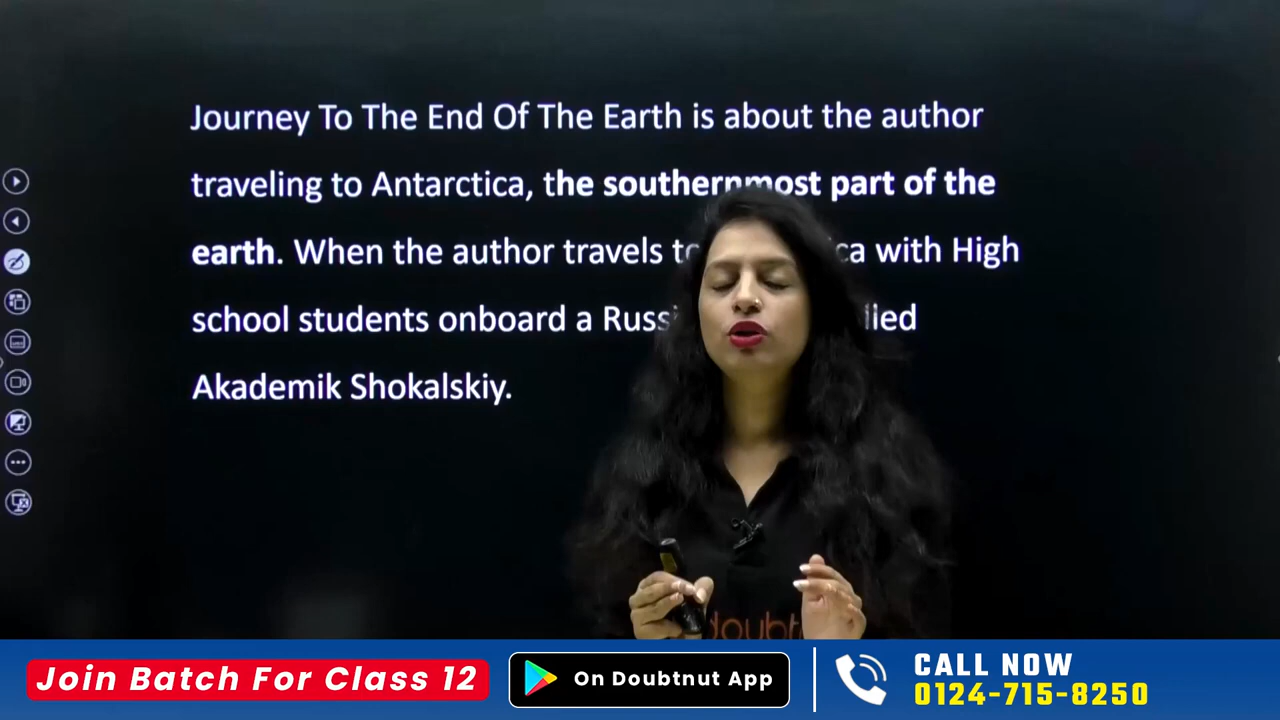 Journey To The End Of The Earth is about the author
traveling to Antarctica, the southernmost part of the
earth. When the author travels to ca with High
school students onboard a Russi lled
Akademik Shokalskiy.
doubt
Join Batch For Class 12
On Doubtnut App
CALL NOW
0124-715-8250